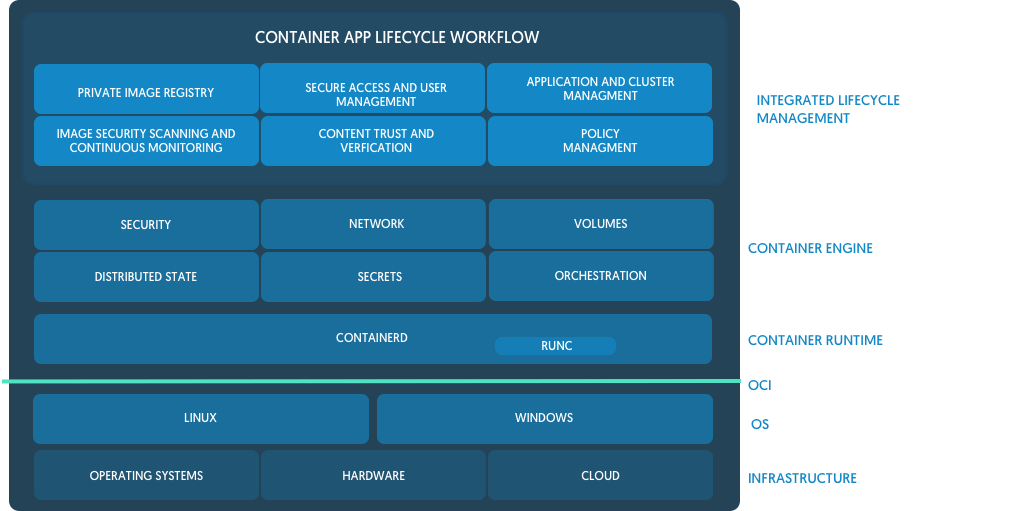 CONTAINER APP LIFECYCLE WORKFLOW
PRIVATE IMAGE REGISTRY
SECURE ACCESS AND USER
MANAGEMENT
APPLICATION AND CLUSTER
MANAGMENT
INTEGRATED LIFECYCLE
MANAGEMENT
IMAGE SECURITY SCANNING AND
CONTINUOUS MONITORING
CONTENT TRUST AND
VERFICATION
POLICY
MANAGMENT
SECURITY
NETWORK
VOLUMES
CONTAINER ENGINE
DISTRIBUTED STATE
SECRETS
ORCHESTRATION
CONTAINERD
RUNC
CONTAINER RUNTIME
OCI
LINUX
WINDOWS
OS
OPERATING SYSTEMS
HARDWARE
CLOUD
INFRASTRUCTURE